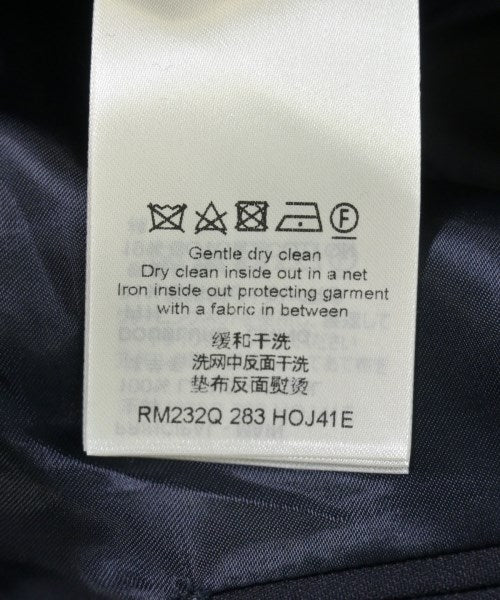 F
Gentle dry clean
Dry clean inside out in a net
Iron inside out protecting garment
with a fabric in between
缓和干洗
洗网中反面干洗
垫布反面熨烫
RM232Q 283 HOJ41E